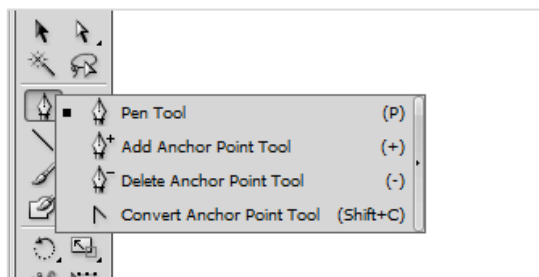 Pen Tool (P)
Add Anchor Point Tool (+)
Delete Anchor Point Tool (-)
Convert Anchor Point Tool (Shift+C)